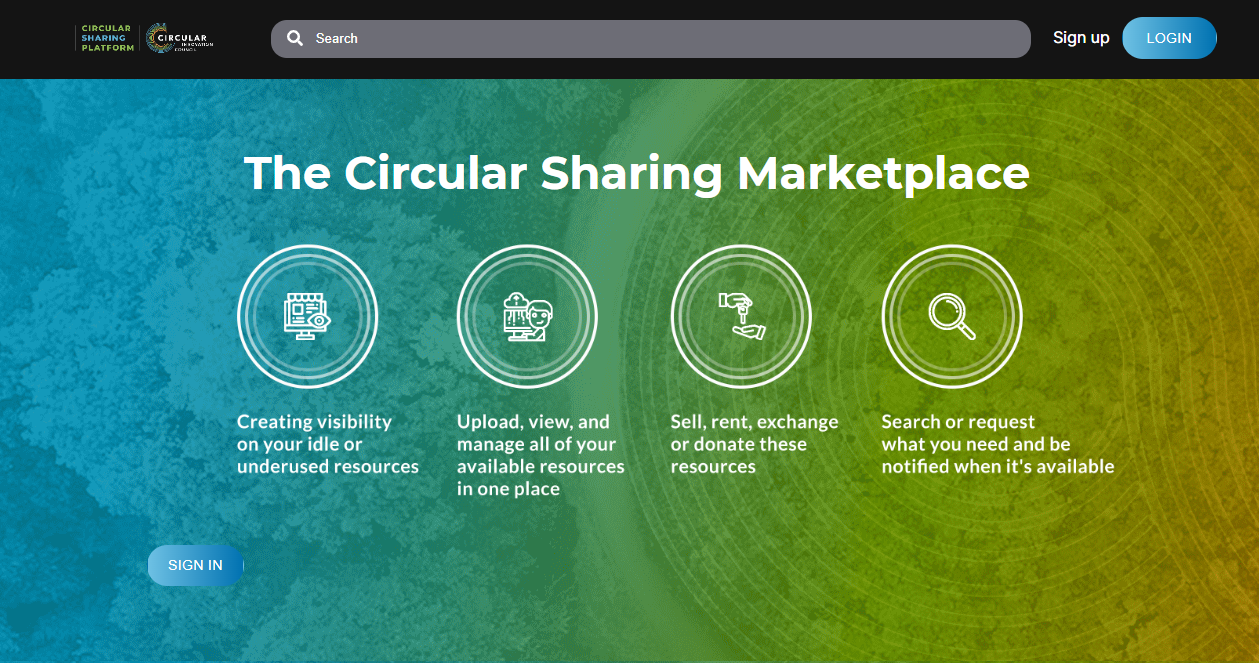 CIRCULAR
SHARING
PLATFORM
CIRCULAR
INNOVATION
COUNCIL
Search
Sign up
LOGIN
The Circular Sharing Marketplace
Creating visibility
on your idle or
underused resources
Upload, view, and
manage all of your
available resources
in one place
Sell, rent, exchange
or donate these
resources
Search or request
what you need and be
notified when it's available
SIGN IN